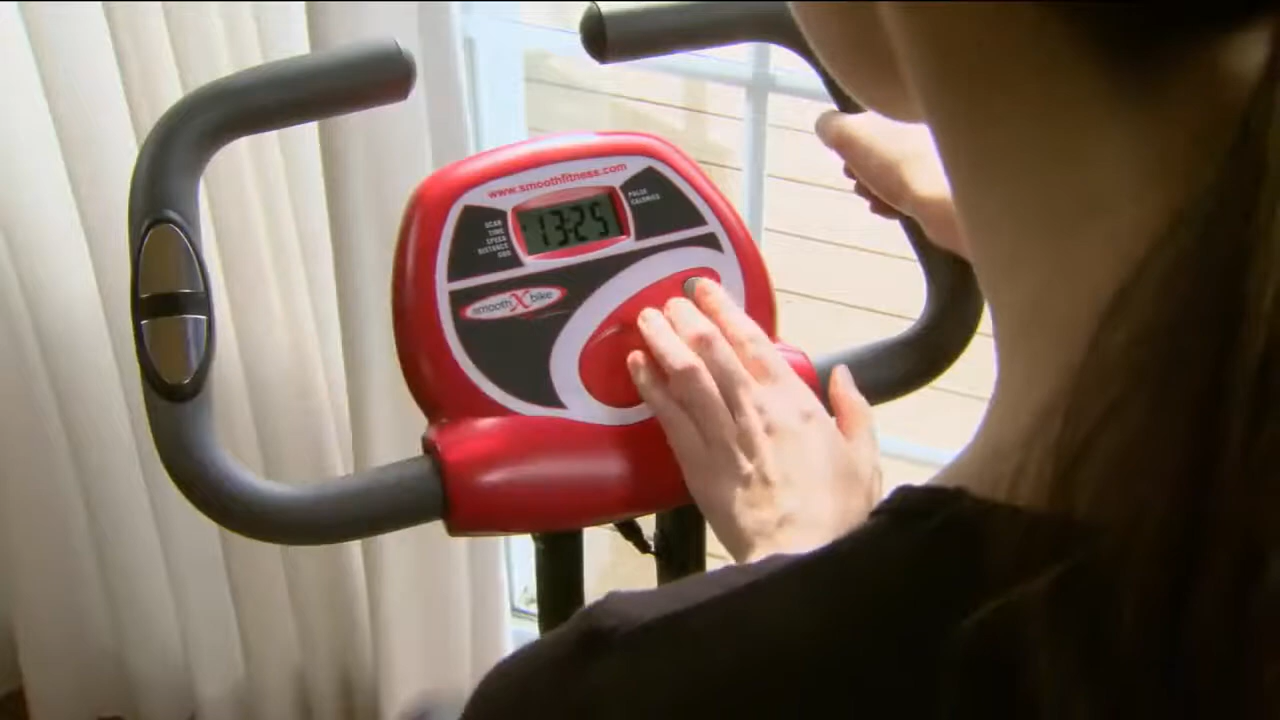 www.smoothfitness.com
13:25
SCAN
TIME
SPEED
DISTANCE
ODO
PULSE
CALORIES
smooth X bike